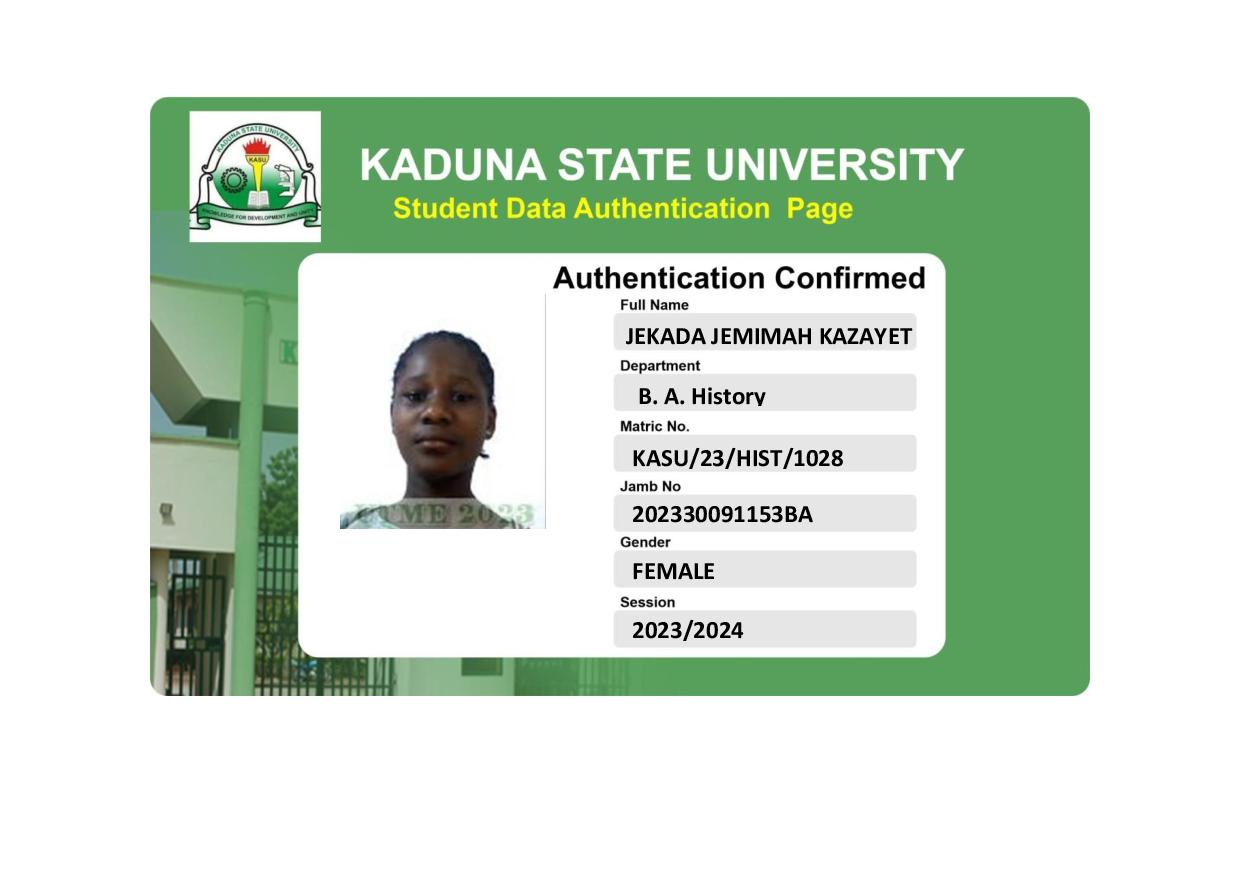 KADUNA STATE UNIVERSITY
KASU
KNOWLEDGE FOR DEVELOPMENT AND UNITY
KADUNA STATE UNIVERSITY
Student Data Authentication Page
Authentication Confirmed
Full Name
JEKADA JEMIMAH KAZAYET
Department
B. A. History
Matric No.
KASU/23/HIST/1028
Jamb No
202330091153BA
Gender
FEMALE
Session
2023/2024
UTME 2023
K